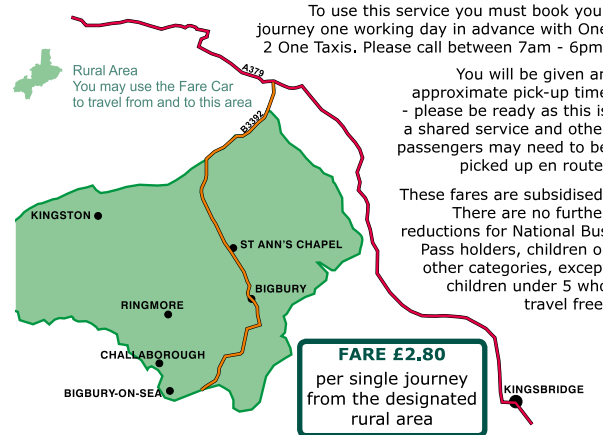 To use this service you must book you
journey one working day in advance with One
2 One Taxis. Please call between 7am - 6pm
Rural Area
You may use the Fare Car
to travel from and to this area
You will be given an
approximate pick-up time
- please be ready as this is
a shared service and othe
passengers may need to be
picked up en route
These fares are subsidised
There are no furthe
reductions for National Bus
Pass holders, children o
other categories, excep
children under 5 who
travel free
A379
B3392
KINGSTON
ST ANN'S CHAPEL
BIGBURY
RINGMORE
CHALLABOROUGH
BIGBURY-ON-SEA
FARE £2.80
per single journey
from the designated
rural area
KINGSBRIDGE